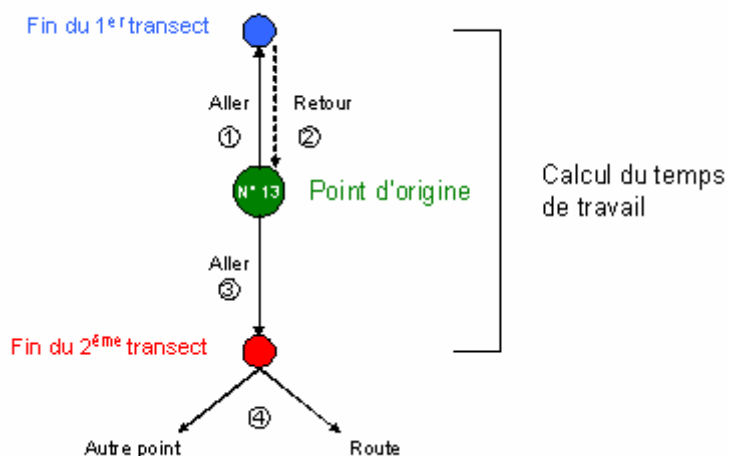 Fin du 1er transect
Aller
Retour
①
②
N° 13
Point d'origine
Calcul du temps
de travail
Aller
③
Fin du 2ème transect
④
Autre point
Route